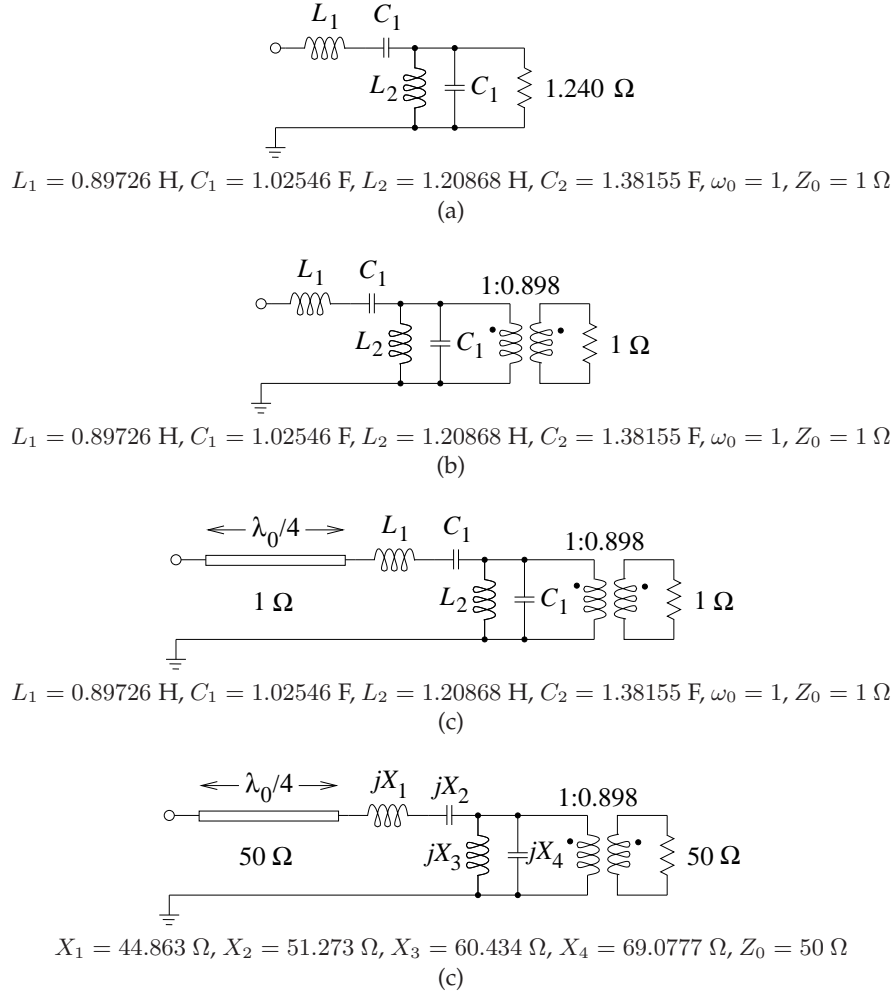 L₁ C₁
L₂ C₁ 1.240 Ω
L₁ = 0.89726 H, C₁ = 1.02546 F, L₂ = 1.20868 H, C₂ = 1.38155 F, ω₀ = 1, Z₀ = 1 Ω
(a)
L₁ C₁ 1:0.898
L₂ C₁ 1 Ω
L₁ = 0.89726 H, C₁ = 1.02546 F, L₂ = 1.20868 H, C₂ = 1.38155 F, ω₀ = 1, Z₀ = 1 Ω
(b)
λ₀/4 L₁ C₁ 1:0.898
1 Ω L₂ C₁ 1 Ω
L₁ = 0.89726 H, C₁ = 1.02546 F, L₂ = 1.20868 H, C₂ = 1.38155 F, ω₀ = 1, Z₀ = 1 Ω
(c)
λ₀/4 jX₁ jX₂ 1:0.898
50 Ω jX₃ jX₄ 50 Ω
X₁ = 44.863 Ω, X₂ = 51.273 Ω, X₃ = 60.434 Ω, X₄ = 69.0777 Ω, Z₀ = 50 Ω
(c)